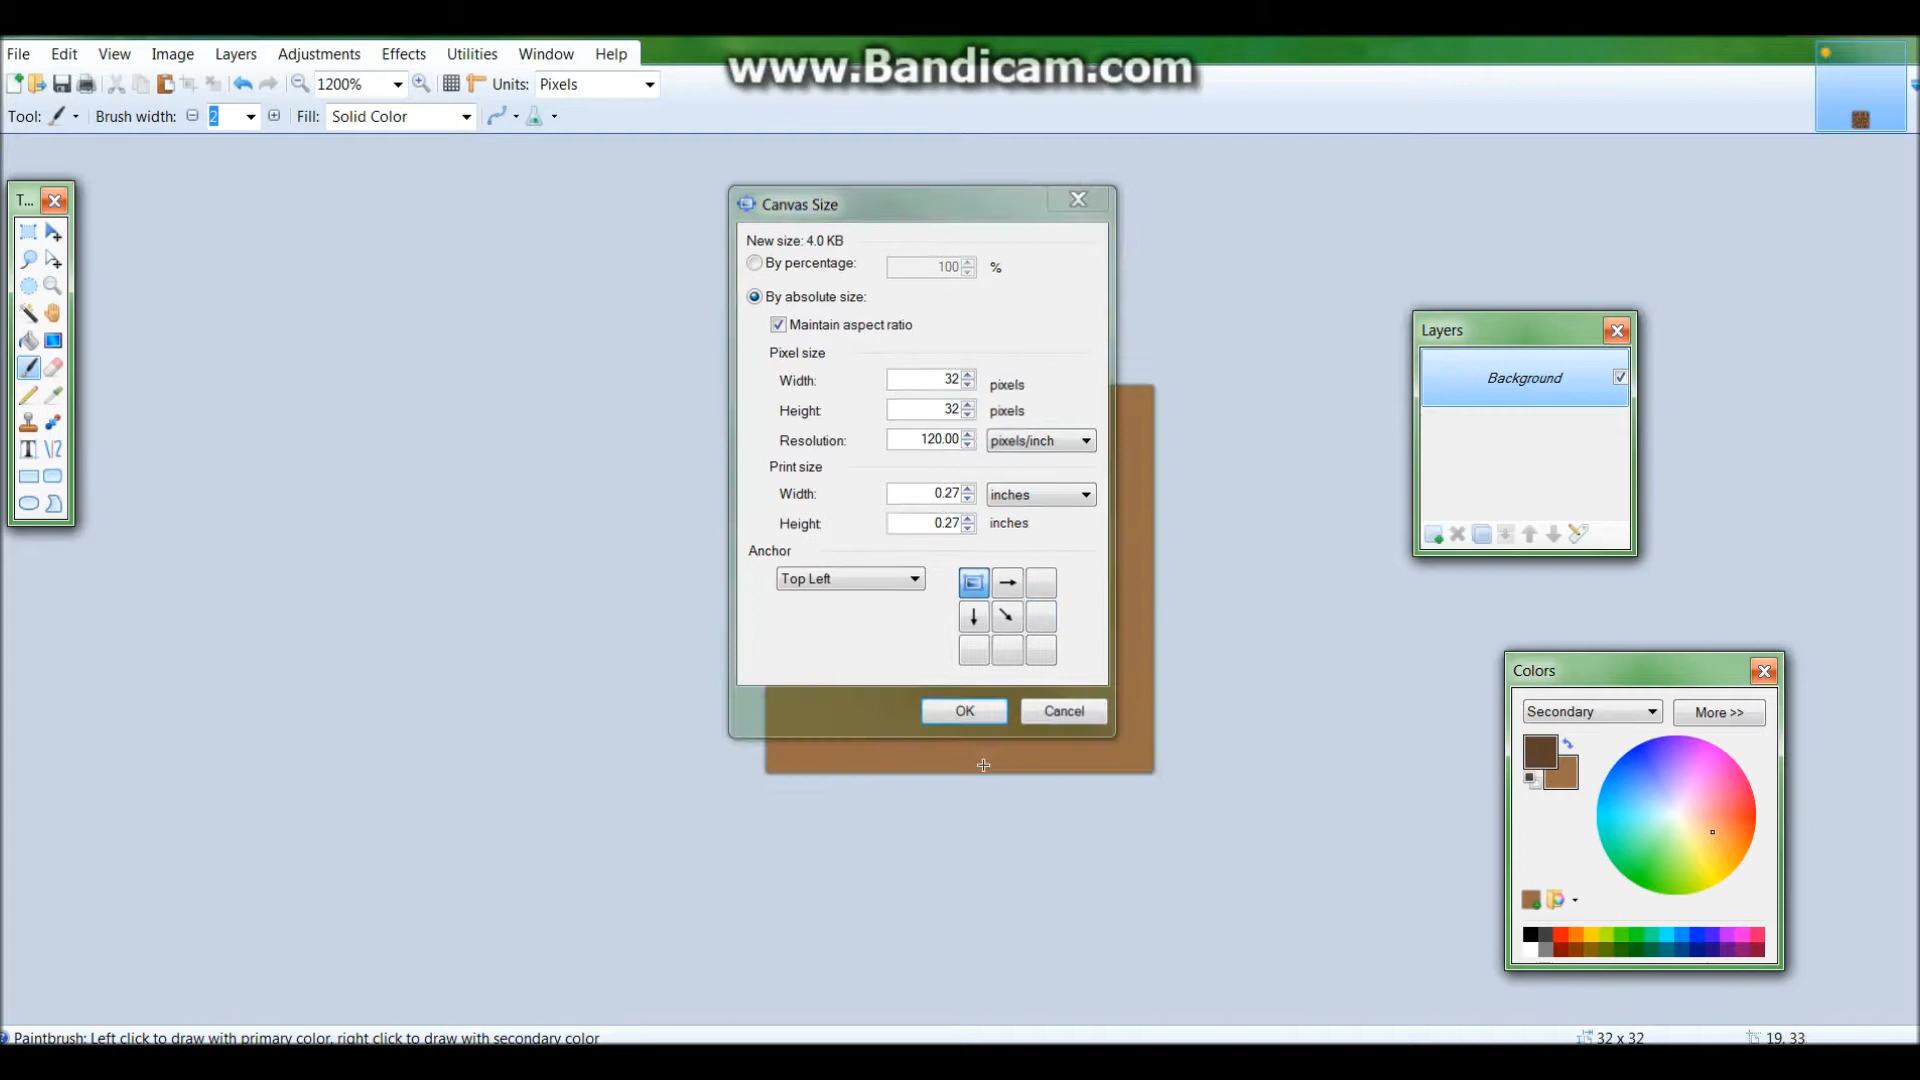 File Edit View Image Layers Adjustments Effects Utilities Window Help
www.Bandicam.com
1200% Units: Pixels
Tool: Brush width: 2 Fill: Solid Color
T...
Canvas Size
New size: 4.0 KB
By percentage: 100 %
By absolute size:
Maintain aspect ratio
Pixel size
Width: 32 pixels
Height: 32 pixels
Resolution: 120.00 pixels/inch
Print size
Width: 0.27 inches
Height: 0.27 inches
Anchor
Top Left
OK Cancel
Layers
Background
Colors
Secondary More >>
Paintbrush: Left click to draw with primary color, right click to draw with secondary color
32 x 32 19, 33